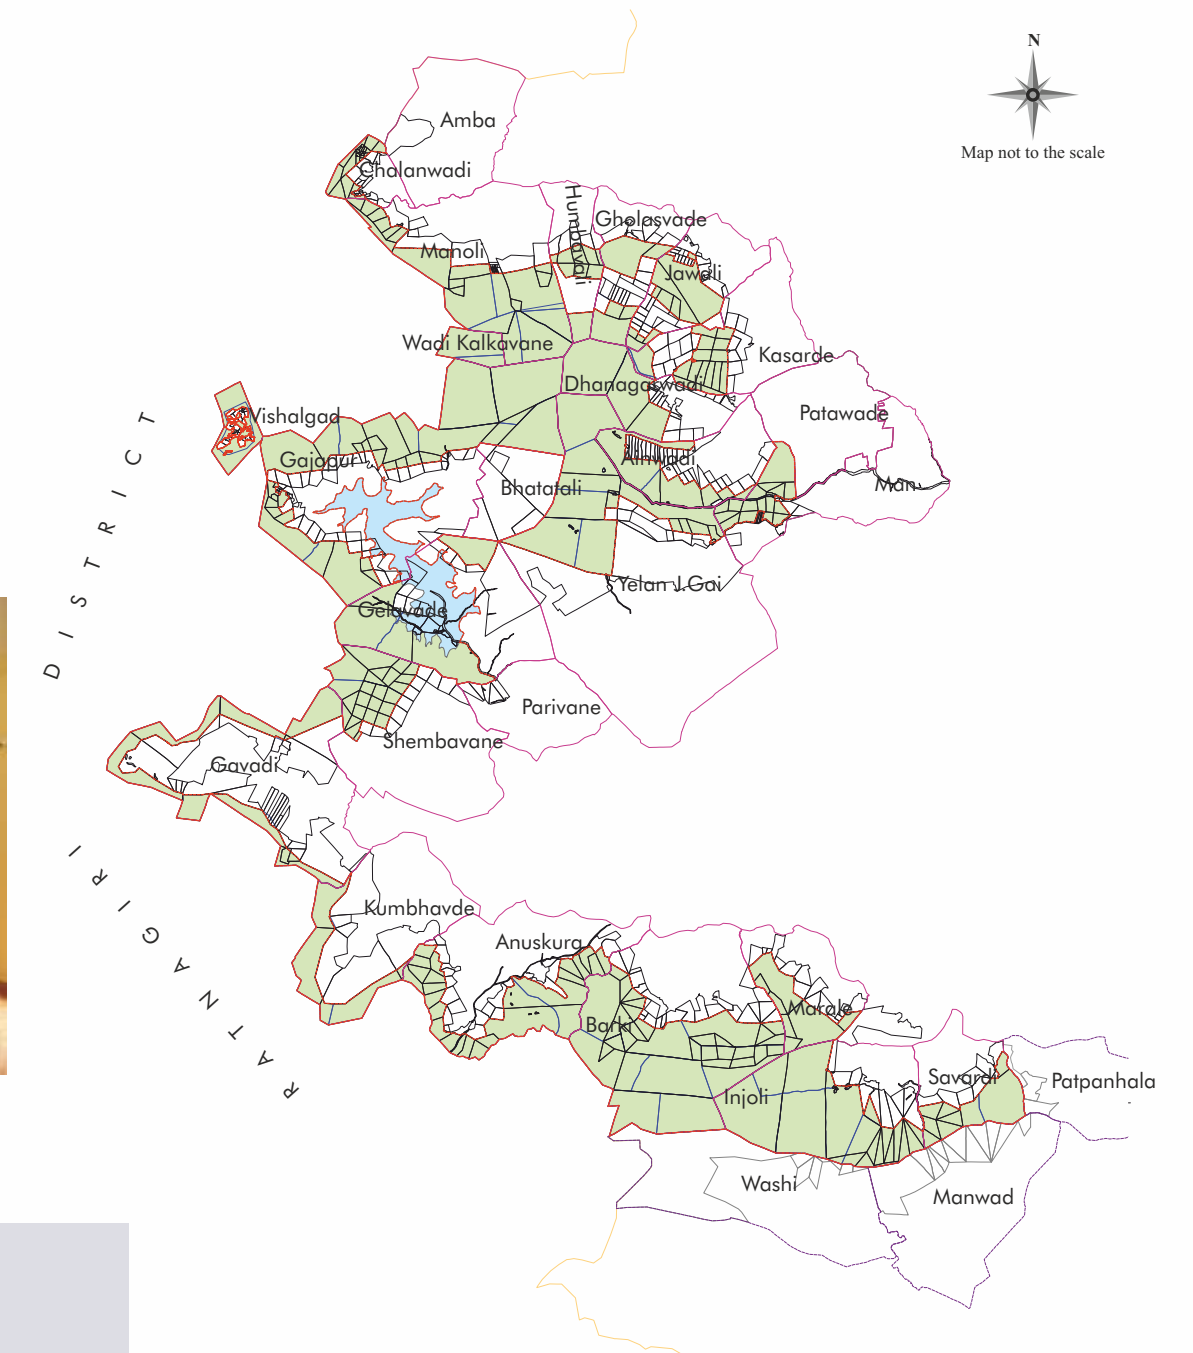 N
Map not to the scale
Amba
Chalanwadi
Humbavali
Gholasvade
Manoli
Jawali
Wadi Kalkavane
Kasarde
Dhanagarwadi
Patawade
Vishalgad
Gajapur
Ainwadi
Bhatatali
Man
Yelan J.Gai
Gelavade
Parivane
Shembavane
Gavadi
Kumbhavde
Anuskura
Barki
Marale
Injoli
Savardi
Patpanhala
Washi
Manwad
RATNAGIRI DISTRICT